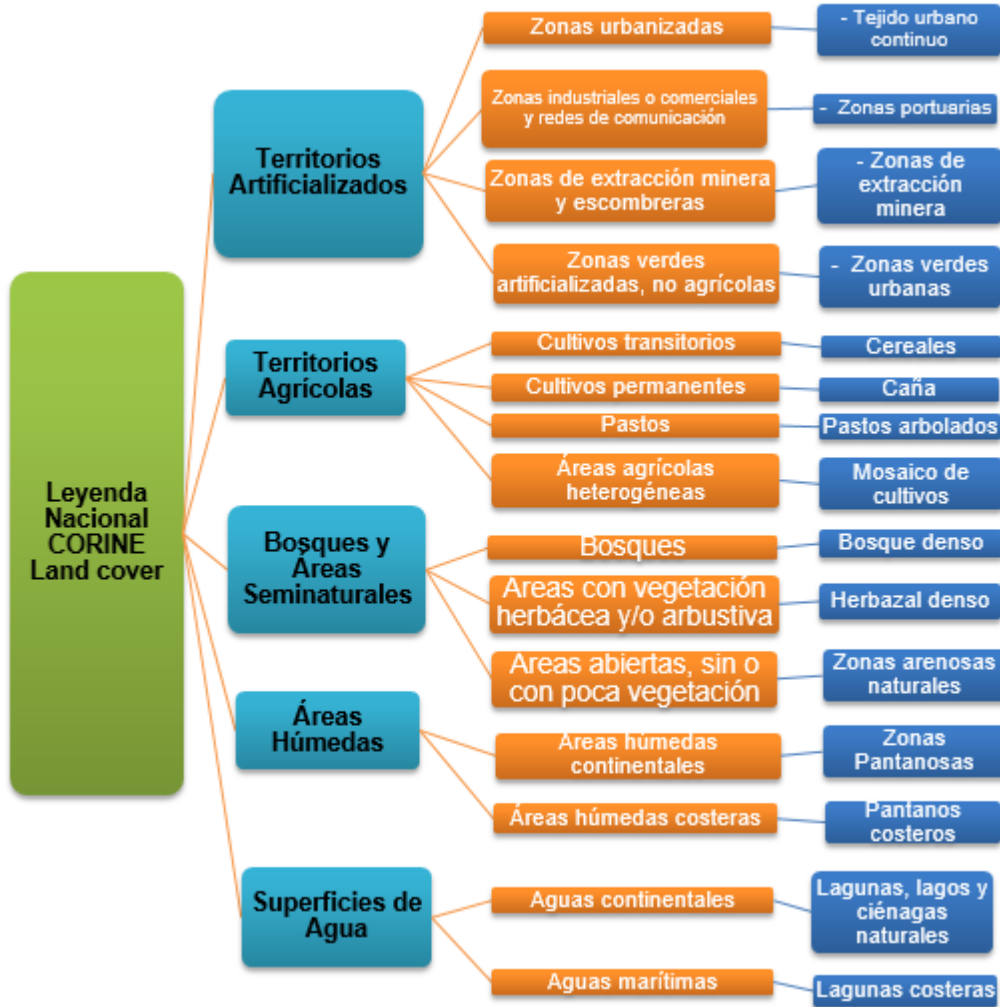 Leyenda
Nacional
CORINE
Land cover
Territorios
Artificializados
Zonas urbanizadas
- Tejido urbano
continuo
Zonas industriales o comerciales
y redes de comunicación
- Zonas portuarias
Zonas de extracción minera
y escombreras
- Zonas de
extracción
minera
Zonas verdes
artificializadas, no agrícolas
- Zonas verdes
urbanas
Territorios
Agrícolas
Cultivos transitorios
Cereales
Cultivos permanentes
Caña
Pastos
Pastos arbolados
Áreas agrícolas
heterogéneas
Mosaico de
cultivos
Bosques y
Áreas
Seminaturales
Bosques
Bosque denso
Areas con vegetación
herbácea y/o arbustiva
Herbazal denso
Areas abiertas, sin o
con poca vegetación
Zonas arenosas
naturales
Áreas
Húmedas
Áreas húmedas
continentales
Zonas
Pantanosas
Áreas húmedas costeras
Pantanos
costeros
Superficies de
Agua
Aguas continentales
Lagunas, lagos y
ciénagas
naturales
Aguas marítimas
Lagunas costeras